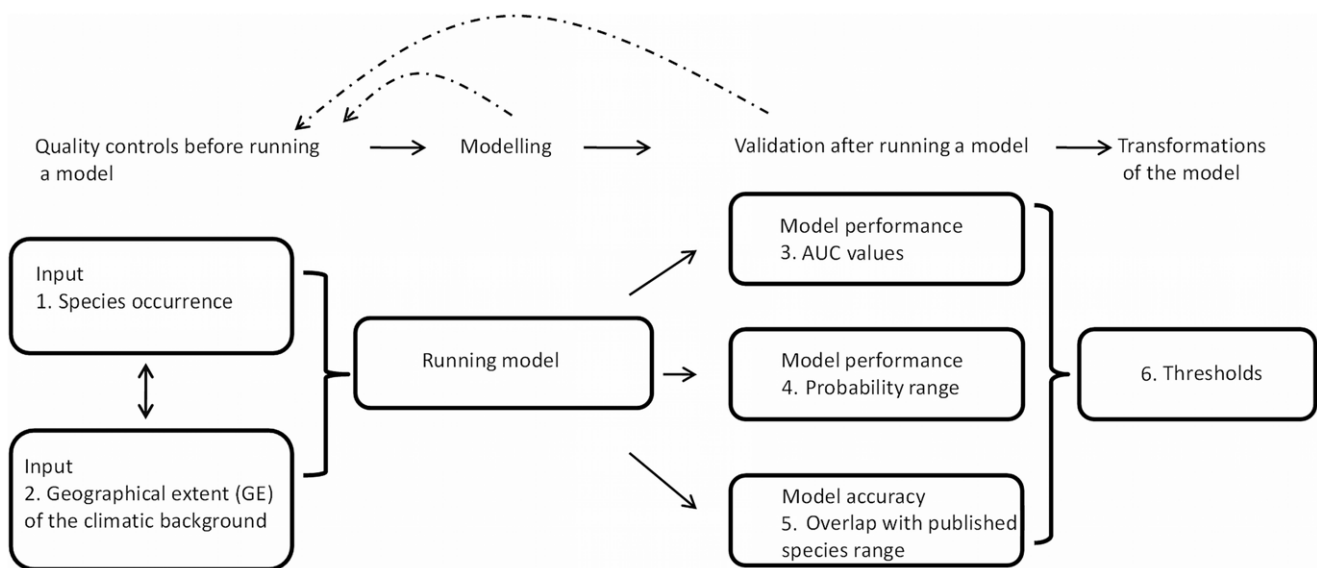 Quality controls before running
a model
Modelling
Validation after running a model
Transformations
of the model
Input
1. Species occurrence
Input
2. Geographical extent (GE)
of the climatic background
Running model
Model performance
3. AUC values
Model performance
4. Probability range
Model accuracy
5. Overlap with published
species range
6. Thresholds